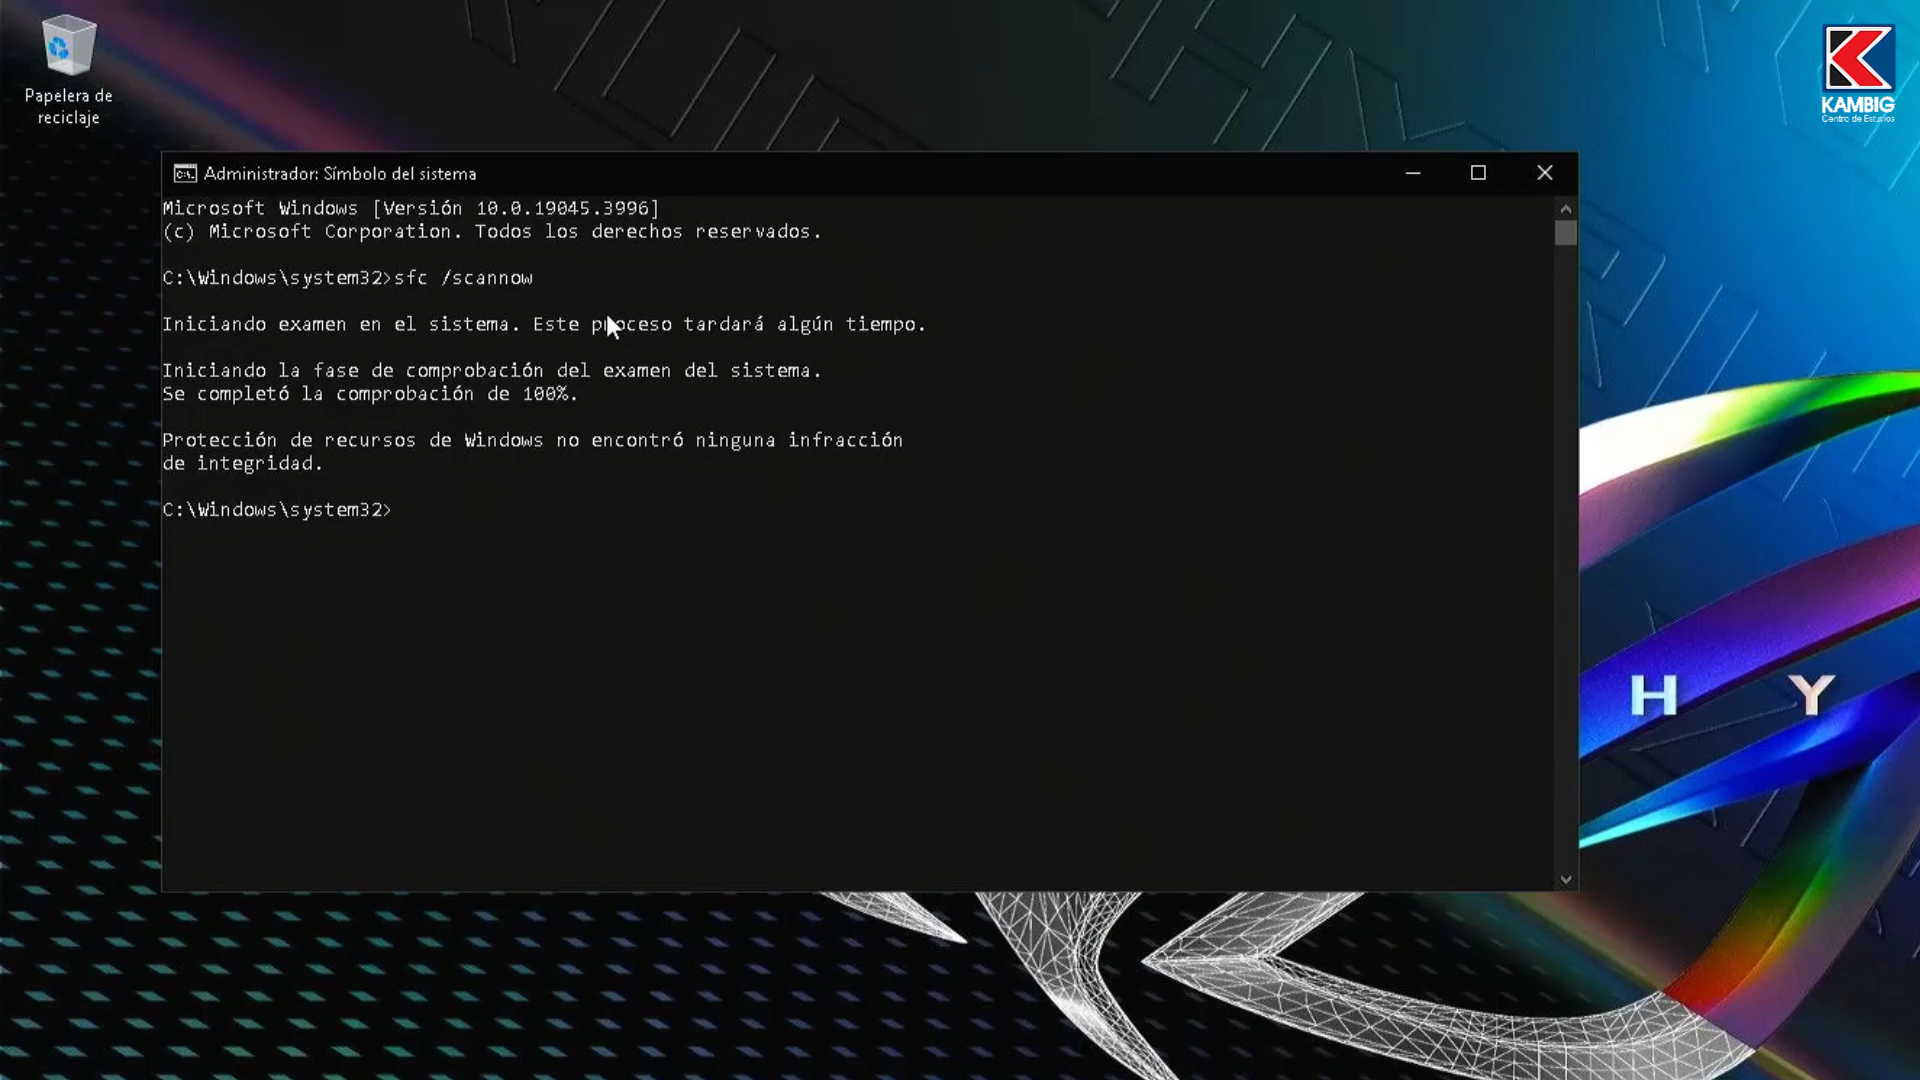 Papelera de
reciclaje
KAMBIG
Centro de Estudios
Administrador: Símbolo del sistema
Microsoft Windows [Versión 10.0.19045.3996]
(c) Microsoft Corporation. Todos los derechos reservados.
C:\Windows\system32>sfc /scannow
Iniciando examen en el sistema. Este proceso tardará algún tiempo.
Iniciando la fase de comprobación del examen del sistema.
Se completó la comprobación de 100%.
Protección de recursos de Windows no encontró ninguna infracción
de integridad.
C:\Windows\system32>
H Y